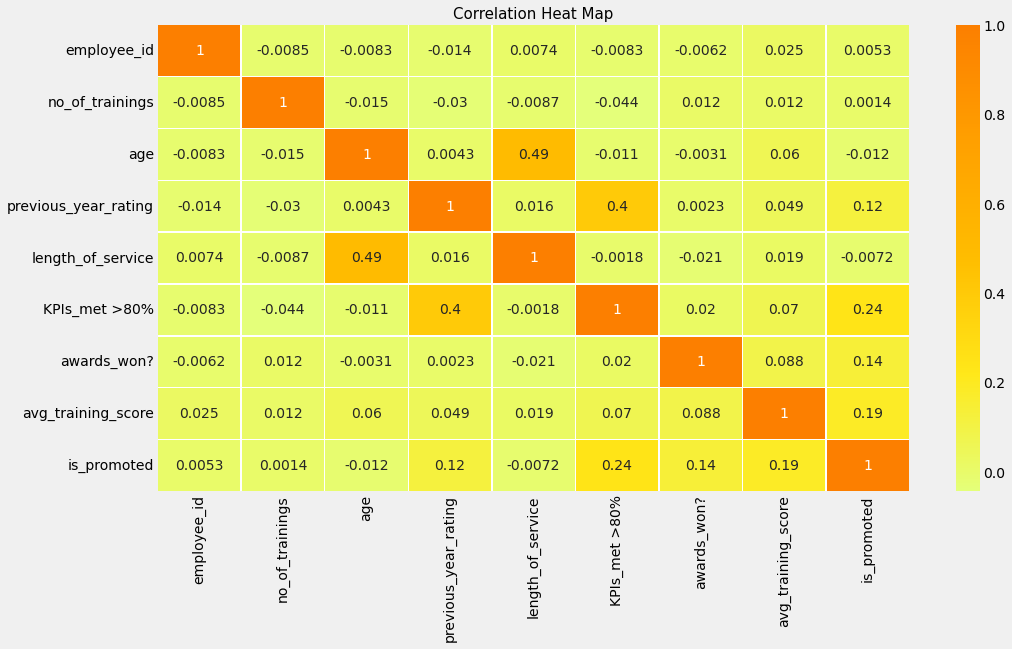 Correlation Heat Map
employee_id 1 -0.0085 -0.0083 -0.014 0.0074 -0.0083 -0.0062 0.025 0.0053
no_of_trainings -0.0085 1 -0.015 -0.03 -0.0087 -0.044 0.012 0.012 0.0014
age -0.0083 -0.015 1 0.0043 0.49 -0.011 -0.0031 0.06 -0.012
previous_year_rating -0.014 -0.03 0.0043 1 0.016 0.4 0.0023 0.049 0.12
length_of_service 0.0074 -0.0087 0.49 0.016 1 -0.0018 -0.021 0.019 -0.0072
KPIs_met >80% -0.0083 -0.044 -0.011 0.4 -0.0018 1 0.02 0.07 0.24
awards_won? -0.0062 0.012 -0.0031 0.0023 -0.021 0.02 1 0.088 0.14
avg_training_score 0.025 0.012 0.06 0.049 0.019 0.07 0.088 1 0.19
is_promoted 0.0053 0.0014 -0.012 0.12 -0.0072 0.24 0.14 0.19 1
employee_id
no_of_trainings
age
previous_year_rating
length_of_service
KPIs_met >80%
awards_won?
avg_training_score
is_promoted
1.0
0.8
0.6
0.4
0.2
0.0